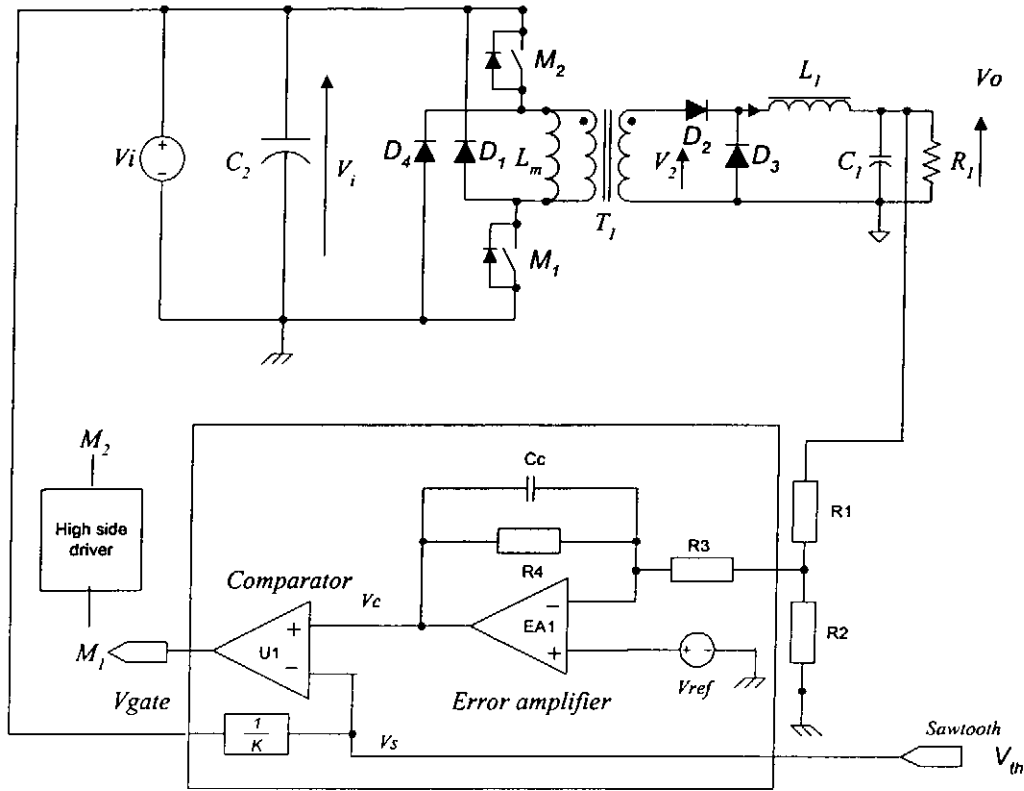 M₂
L₁
Vo
Vi
C₂
Vᵢ
D₄
D₁
Lₘ
T₁
V₂
D₂
D₃
C₁
R₁
M₁
M₂
High side
driver
M₁
Cc
R4
R3
R1
R2
Comparator
Vc
+
U1
−
−
EA1
+
+
-
Vref
Error amplifier
Vgate
1
K
Vs
Sawtooth
Vₜₕ